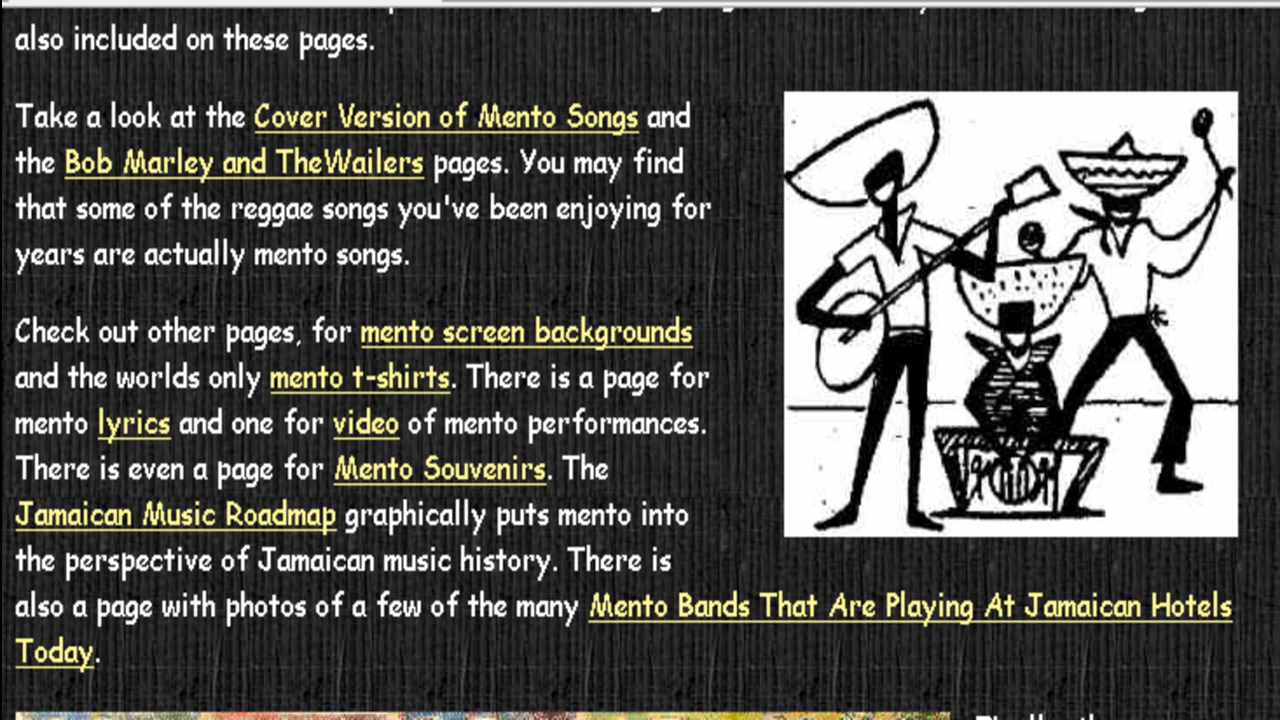 also included on these pages.
Take a look at the Cover Version of Mento Songs and
the Bob Marley and TheWailers pages. You may find
that some of the reggae songs you've been enjoying for
years are actually mento songs.
Check out other pages, for mento screen backgrounds
and the worlds only mento t-shirts. There is a page for
mento lyrics and one for video of mento performances.
There is even a page for Mento Souvenirs. The
Jamaican Music Roadmap graphically puts mento into
the perspective of Jamaican music history. There is
also a page with photos of a few of the many Mento Bands That Are Playing At Jamaican Hotels
Today.